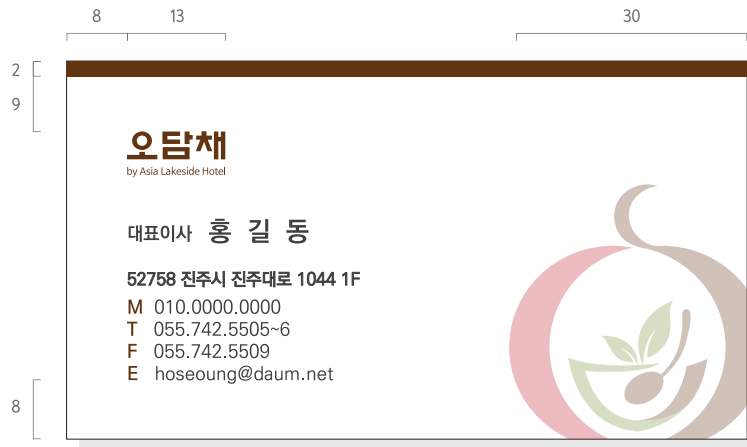 8 13 30
2
9
오담채
by Asia Lakeside Hotel
대표이사 홍 길 동
52758 진주시 진주대로 1044 1F
M 010.0000.0000
T 055.742.5505~6
F 055.742.5509
E hoseoung@daum.net
8